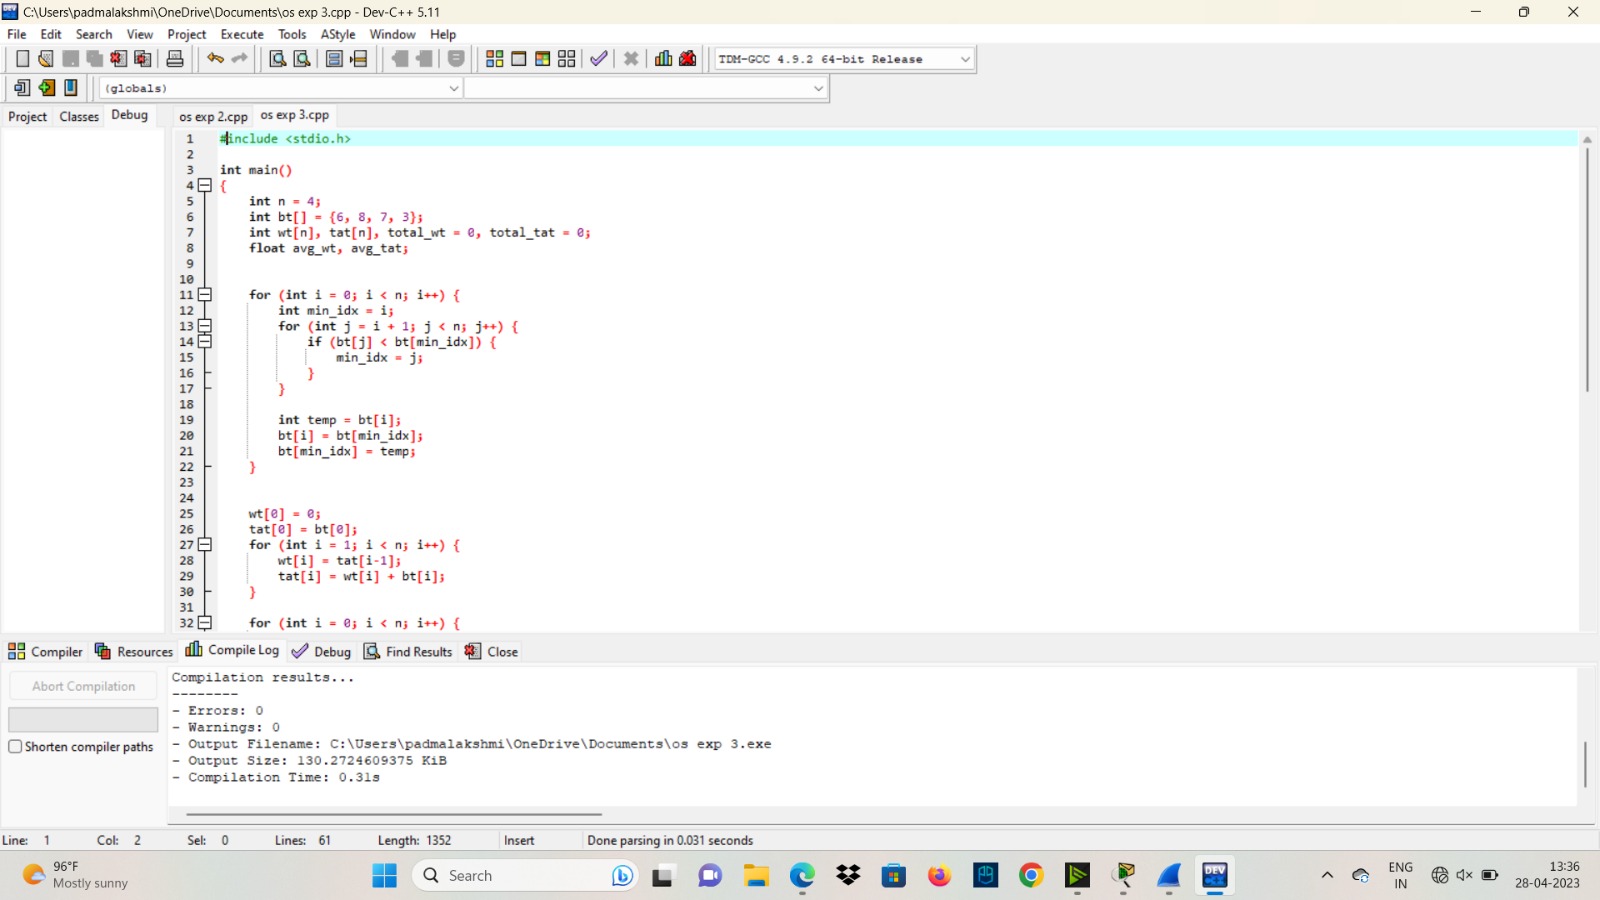 C:\Users\padmalakshmi\OneDrive\Documents\os exp 3.cpp - Dev-C++ 5.11
File Edit Search View Project Execute Tools AStyle Window Help
TDM-GCC 4.9.2 64-bit Release
(globals)
Project Classes Debug os exp 2.cpp os exp 3.cpp
1 #include <stdio.h>
2
3 int main()
4 {
5 int n = 4;
6 int bt[] = {6, 8, 7, 3};
7 int wt[n], tat[n], total_wt = 0, total_tat = 0;
8 float avg_wt, avg_tat;
9
10
11 for (int i = 0; i < n; i++) {
12 int min_idx = i;
13 for (int j = i + 1; j < n; j++) {
14 if (bt[j] < bt[min_idx]) {
15 min_idx = j;
16 }
17 }
18
19 int temp = bt[i];
20 bt[i] = bt[min_idx];
21 bt[min_idx] = temp;
22 }
23
24
25 wt[0] = 0;
26 tat[0] = bt[0];
27 for (int i = 1; i < n; i++) {
28 wt[i] = tat[i-1];
29 tat[i] = wt[i] + bt[i];
30 }
31
32 for (int i = 0; i < n; i++) {
Compiler Resources Compile Log Debug Find Results Close
Abort Compilation
Shorten compiler paths
Compilation results...
--------
- Errors: 0
- Warnings: 0
- Output Filename: C:\Users\padmalakshmi\OneDrive\Documents\os exp 3.exe
- Output Size: 130.2724609375 KiB
- Compilation Time: 0.31s
Line: 1 Col: 2 Sel: 0 Lines: 61 Length: 1352 Insert Done parsing in 0.031 seconds
96°F
Mostly sunny
Search
DEV
ENG
IN
13:36
28-04-2023